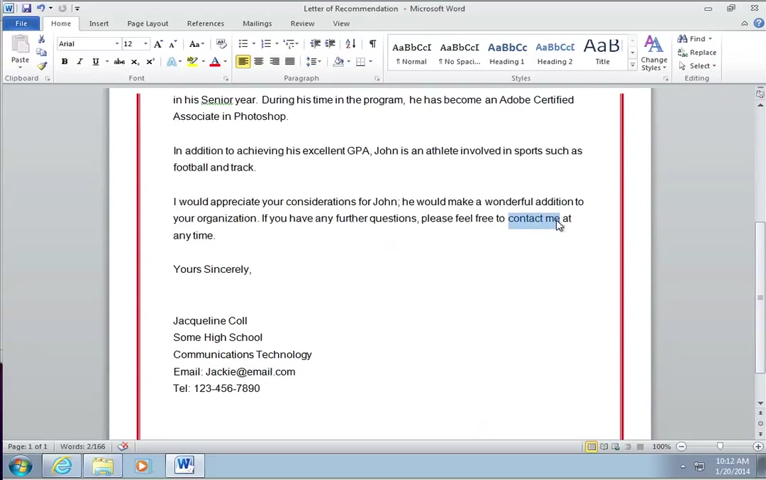 Letter of Recommendation - Microsoft Word
File Home Insert Page Layout References Mailings Review View
Arial 12
Paste
Clipboard Font Paragraph Styles Editing
AaBbCcI AaBbCcI AaBbCc AaBbCcI AaB
¶ Normal ¶ No Spaci... Heading 1 Heading 2 Title
Change Styles
Find
Replace
Select
in his Senior year. During his time in the program, he has become an Adobe Certified
Associate in Photoshop.
In addition to achieving his excellent GPA, John is an athlete involved in sports such as
football and track.
I would appreciate your considerations for John; he would make a wonderful addition to
your organization. If you have any further questions, please feel free to contact me at
any time.
Yours Sincerely,
Jacqueline Coll
Some High School
Communications Technology
Email: Jackie@email.com
Tel: 123-456-7890
Page: 1 of 1 Words: 2/166 100%
10:12 AM
1/20/2014